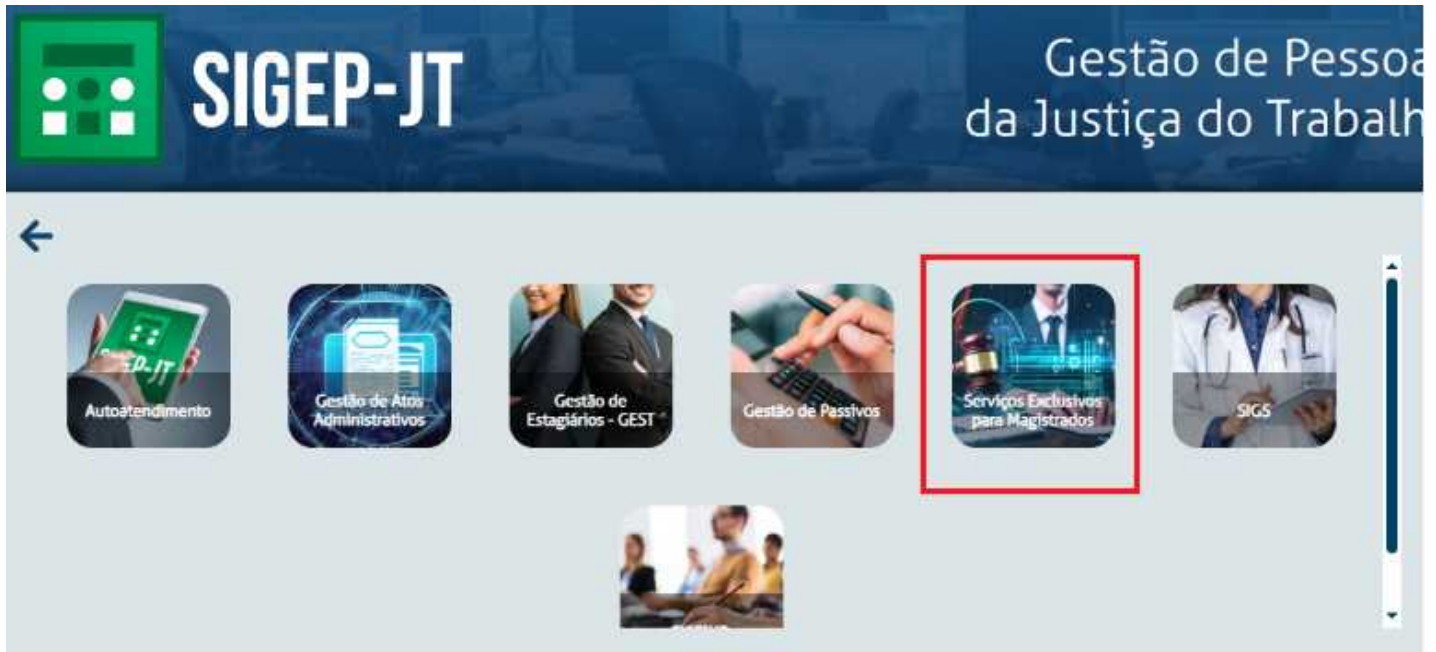 SIGEP-JT
Gestão de Pessoa
da Justiça do Trabalh
Autoatendimento
Gestão de Atos
Administrativos
Gestão de
Estagiários - GEST
Gestão de Passivos
Serviços Exclusivos
para Magistrados
SIGS